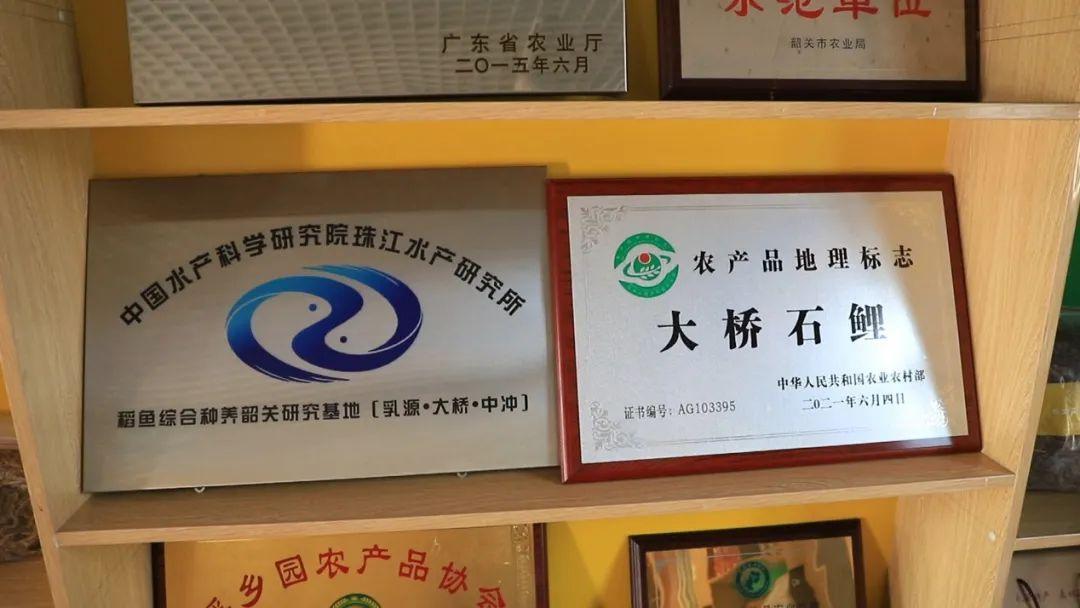 广东省农业厅
二〇一五年六月
示范单位
韶关市农业局
中国水产科学研究院珠江水产研究所
稻鱼综合种养韶关研究基地〔乳源·大桥·中冲〕
农产品地理标志
大桥石鲤
中华人民共和国农业农村部
证书编号：AG103395
二〇二一年六月四日
乡园农产品协会